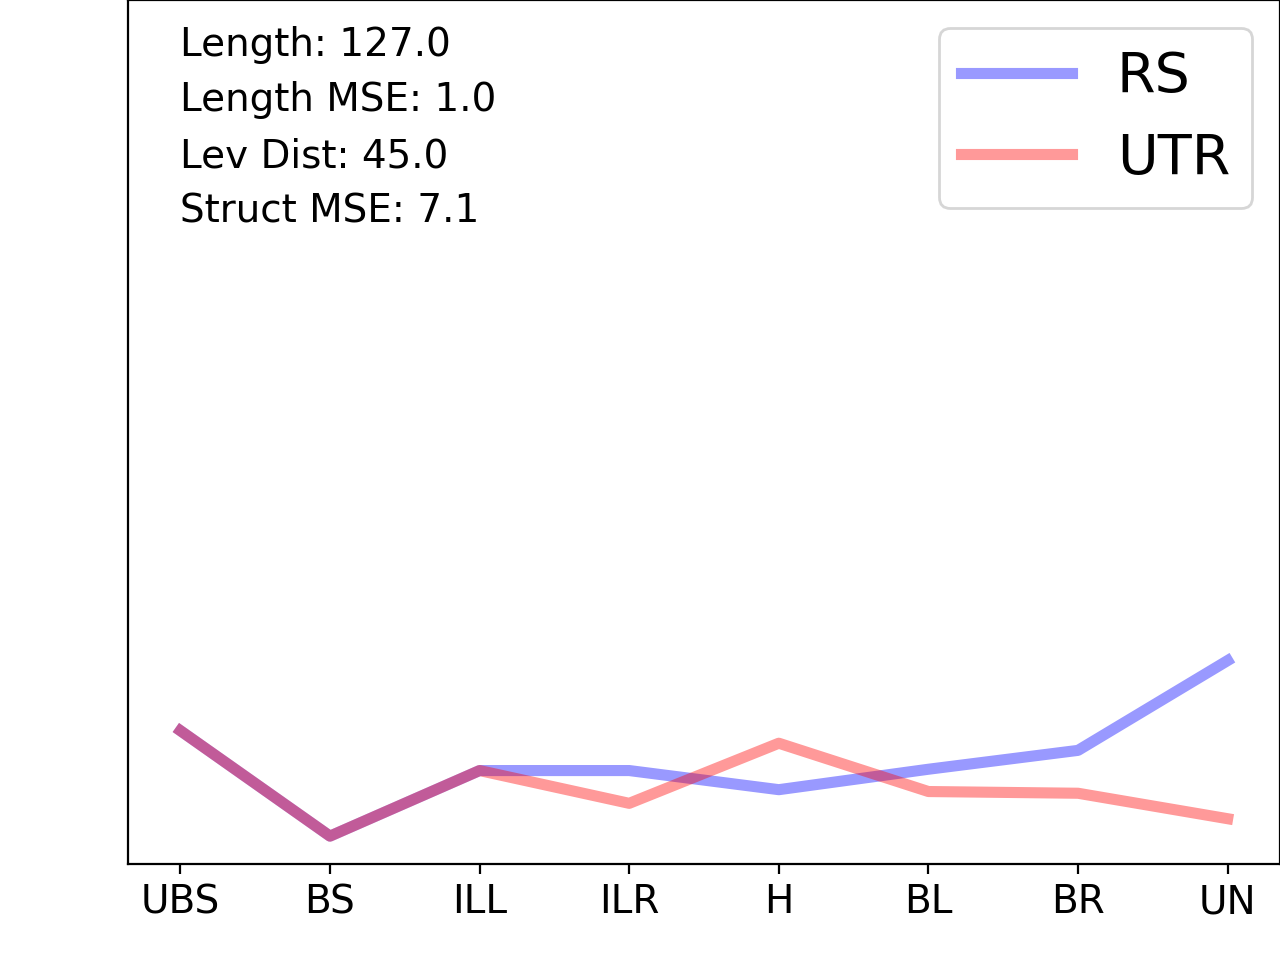 Length: 127.0
Length MSE: 1.0
Lev Dist: 45.0
Struct MSE: 7.1
RS
UTR
UBS BS ILL ILR H BL BR UN